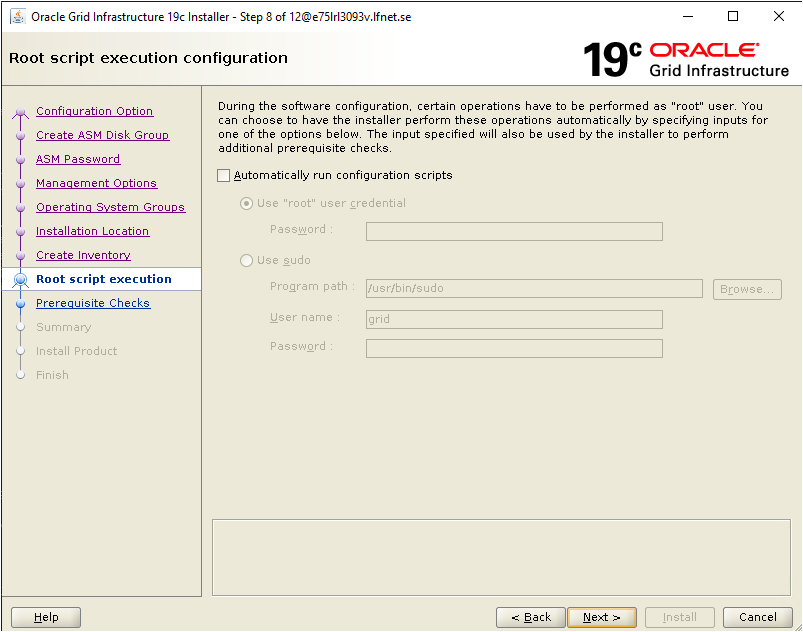 Oracle Grid Infrastructure 19c Installer - Step 8 of 12@e75lrl3093v.lfnet.se
Root script execution configuration
19c ORACLE
Grid Infrastructure
Configuration Option
Create ASM Disk Group
ASM Password
Management Options
Operating System Groups
Installation Location
Create Inventory
Root script execution
Prerequisite Checks
Summary
Install Product
Finish
During the software configuration, certain operations have to be performed as "root" user. You
can choose to have the installer perform these operations automatically by specifying inputs for
one of the options below. The input specified will also be used by the installer to perform
additional prerequisite checks.
Automatically run configuration scripts
Use "root" user credential
Password :
Use sudo
Program path : /usr/bin/sudo Browse...
User name : grid
Password :
Help < Back Next > Install Cancel